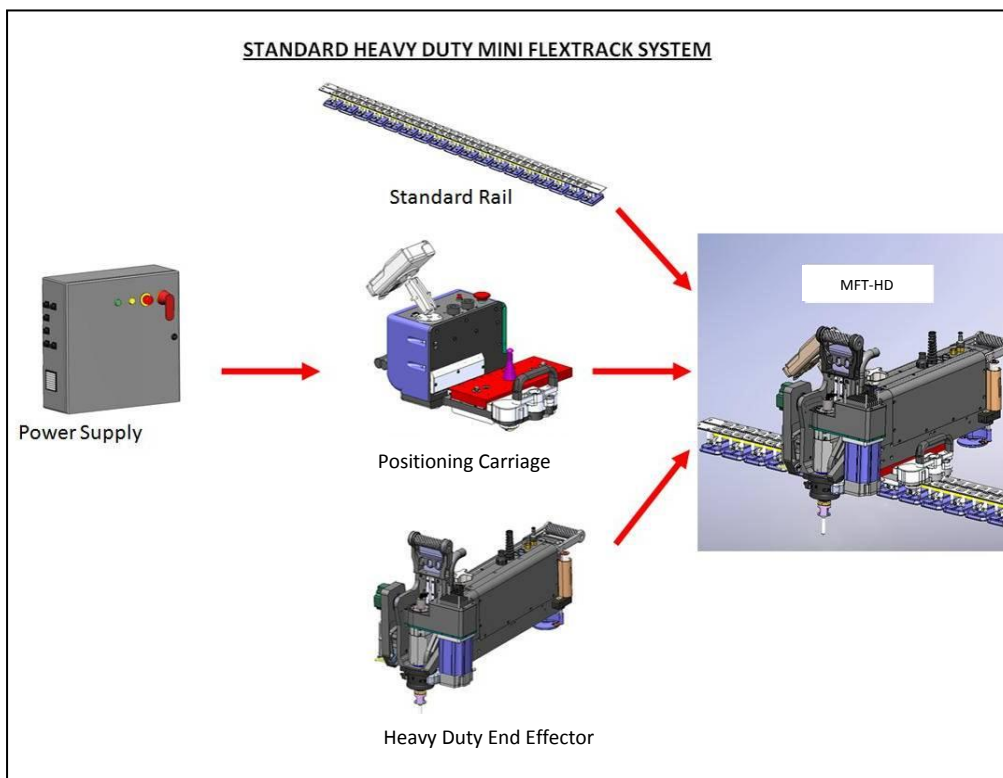 STANDARD HEAVY DUTY MINI FLEXTRACK SYSTEM
Standard Rail
MFT-HD
Power Supply
Positioning Carriage
Heavy Duty End Effector